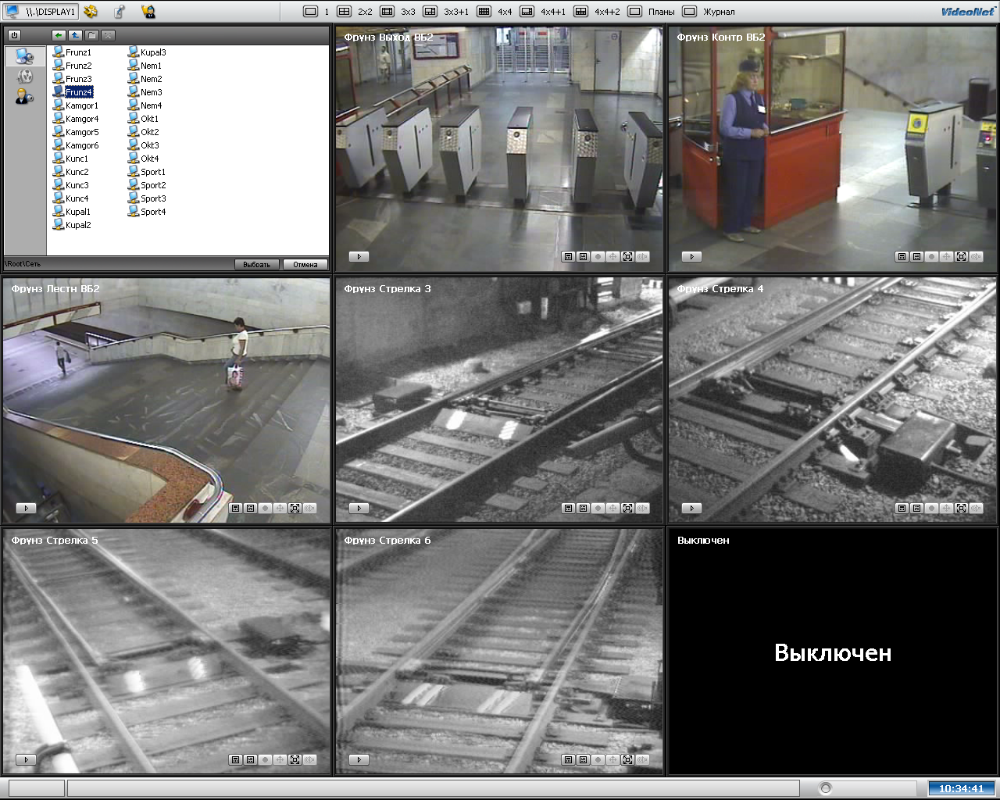 \\.\DISPLAY1 1 2x2 3x3 3x3+1 4x4 4x4+1 4x4+2 Планы Журнал VideoNet
Frunz1
Frunz2
Frunz3
Frunz4
Kamgor1
Kamgor4
Kamgor5
Kamgor6
Kunc1
Kunc2
Kunc3
Kunc4
Kupal1
Kupal2
Kupal3
Nem1
Nem2
Nem3
Nem4
Okt1
Okt2
Okt3
Okt4
Sport1
Sport2
Sport3
Sport4
\Root\Сеть Выбрать Отмена
Фрунз Выход ВБ2
Фрунз Контр ВБ2
Фрунз Лестн ВБ2
Фрунз Стрелка 3
Фрунз Стрелка 4
Фрунз Стрелка 5
Фрунз Стрелка 6
Выключен
Выключен
10:34:41